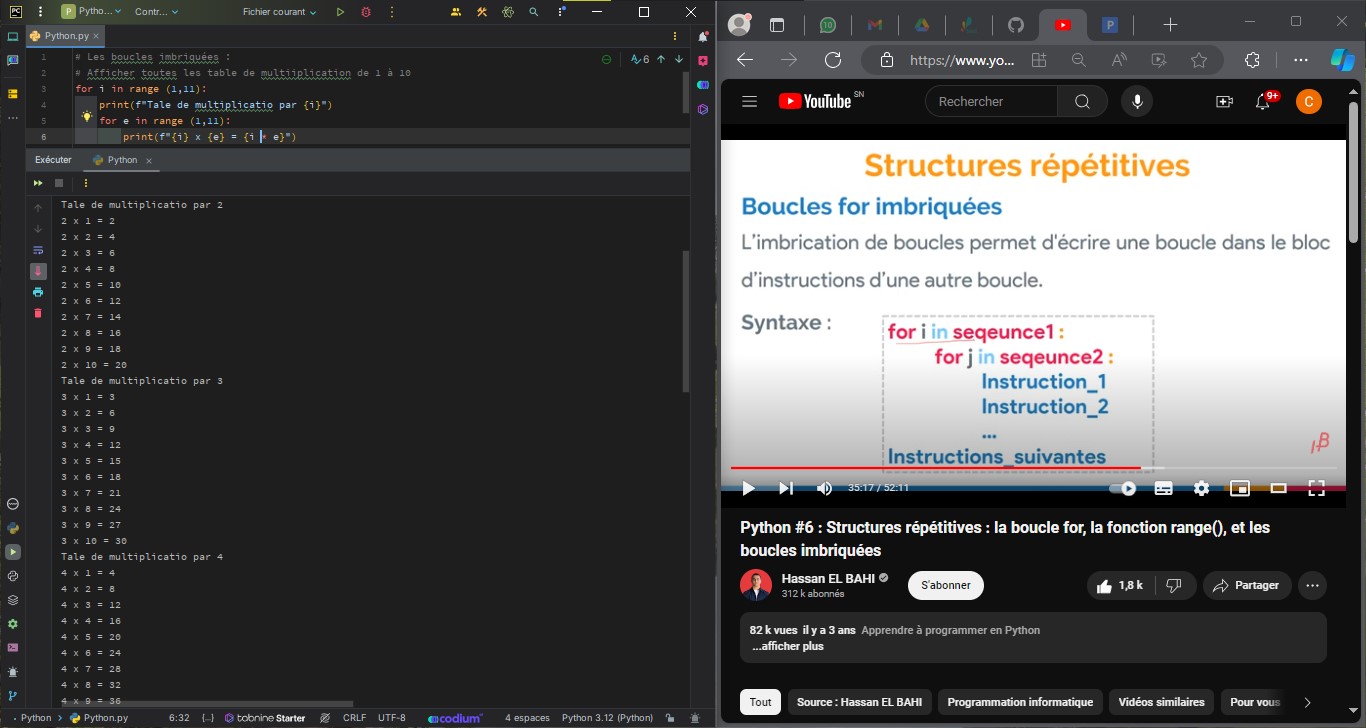 PC
P Pytho...
Contr...
Fichier courant
Python.py
1 # Les boucles imbriquées :
2 # Afficher toutes les table de multiiplication de 1 à 10
3 for i in range (1,11):
4 print(f"Tale de multiplicatio par {i}")
5 for e in range (1,11):
6 print(f"{i} x {e} = {i * e}")
6
Exécuter
Python
Tale de multiplicatio par 2
2 x 1 = 2
2 x 2 = 4
2 x 3 = 6
2 x 4 = 8
2 x 5 = 10
2 x 6 = 12
2 x 7 = 14
2 x 8 = 16
2 x 9 = 18
2 x 10 = 20
Tale de multiplicatio par 3
3 x 1 = 3
3 x 2 = 6
3 x 3 = 9
3 x 4 = 12
3 x 5 = 15
3 x 6 = 18
3 x 7 = 21
3 x 8 = 24
3 x 9 = 27
3 x 10 = 30
Tale de multiplicatio par 4
4 x 1 = 4
4 x 2 = 8
4 x 3 = 12
4 x 4 = 16
4 x 5 = 20
4 x 6 = 24
4 x 7 = 28
4 x 8 = 32
4 x 9 = 36
Python
Python.py
6:32
{..}
tabnine Starter
CRLF
UTF-8
codium
4 espaces
Python 3.12 (Python)
10
P
https://www.yo...
YouTube SN
Rechercher
9+
C
Structures répétitives
Boucles for imbriquées
L'imbrication de boucles permet d'écrire une boucle dans le bloc
d'instructions d'une autre boucle.
Syntaxe :
for i in seqeunce1 :
for j in seqeunce2 :
Instruction_1
Instruction_2
...
Instructions_suivantes
35:17 / 52:11
Python #6 : Structures répétitives : la boucle for, la fonction range(), et les
boucles imbriquées
Hassan EL BAHI
312 k abonnés
S'abonner
1,8 k
Partager
82 k vues il y a 3 ans Apprendre à programmer en Python
...afficher plus
Tout
Source : Hassan EL BAHI
Programmation informatique
Vidéos similaires
Pour vous